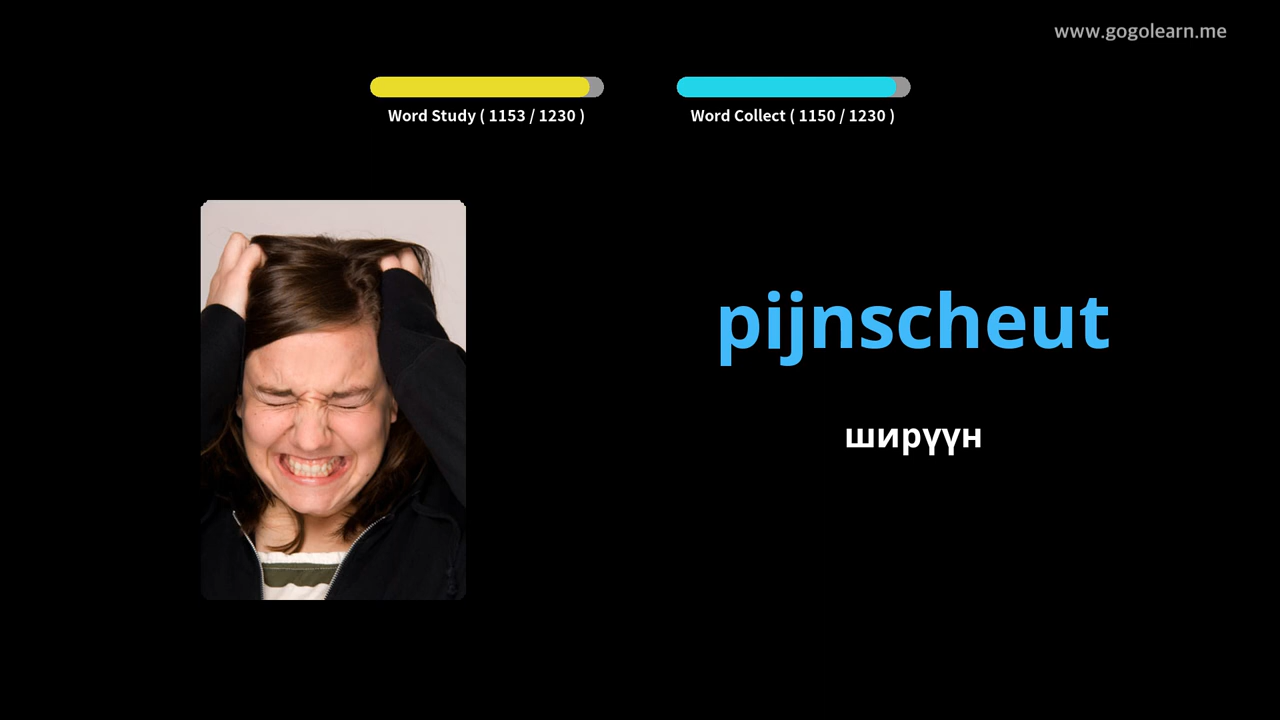 www.gogolearn.me
Word Study ( 1153 / 1230 )
Word Collect ( 1150 / 1230 )
pijnscheut
ширүүн